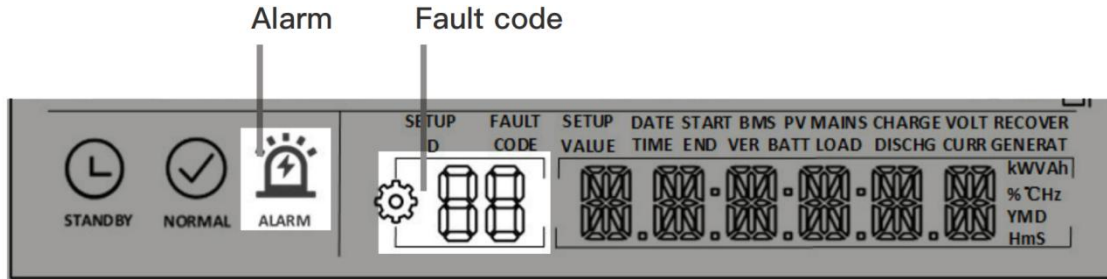 Alarm Fault code
SETUP FAULT SETUP DATE START BMS PV MAINS CHARGE VOLT RECOVER
D CODE VALUE TIME END VER BATT LOAD DISCHG CURR GENERAT
88
kWVAh
% ℃Hz
YMD
HmS
STANDBY NORMAL ALARM